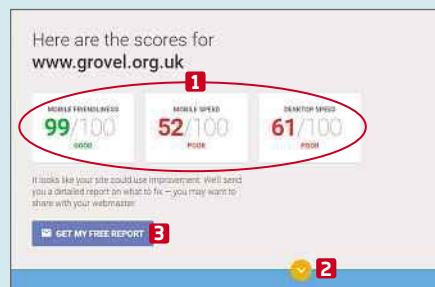 Here are the scores for
www.grovel.org.uk
1
MOBILE FRIENDLINESS
99/100
GOOD
MOBILE SPEED
52/100
POOR
DESKTOP SPEED
61/100
POOR
It looks like your site could use improvement. We'll send
you a detailed report on what to fix – you may want to
share with your webmaster.
GET MY FREE REPORT
3
2